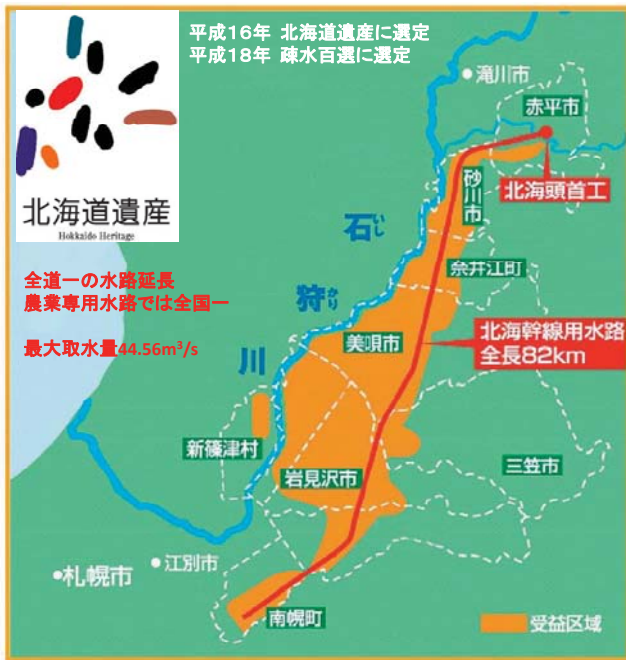 平成16年 北海道遺産に選定
平成18年 疎水百選に選定
北海道遺産
Hokkaido Heritage
滝川市
赤平市
北海頭首工
砂川市
奈井江町
石
いし
狩
かり
川
全道一の水路延長
農業専用水路では全国一
最大取水量44.56m³/s
北海幹線用水路
全長82km
美唄市
新篠津村
岩見沢市
三笠市
札幌市
江別市
南幌町
受益区域